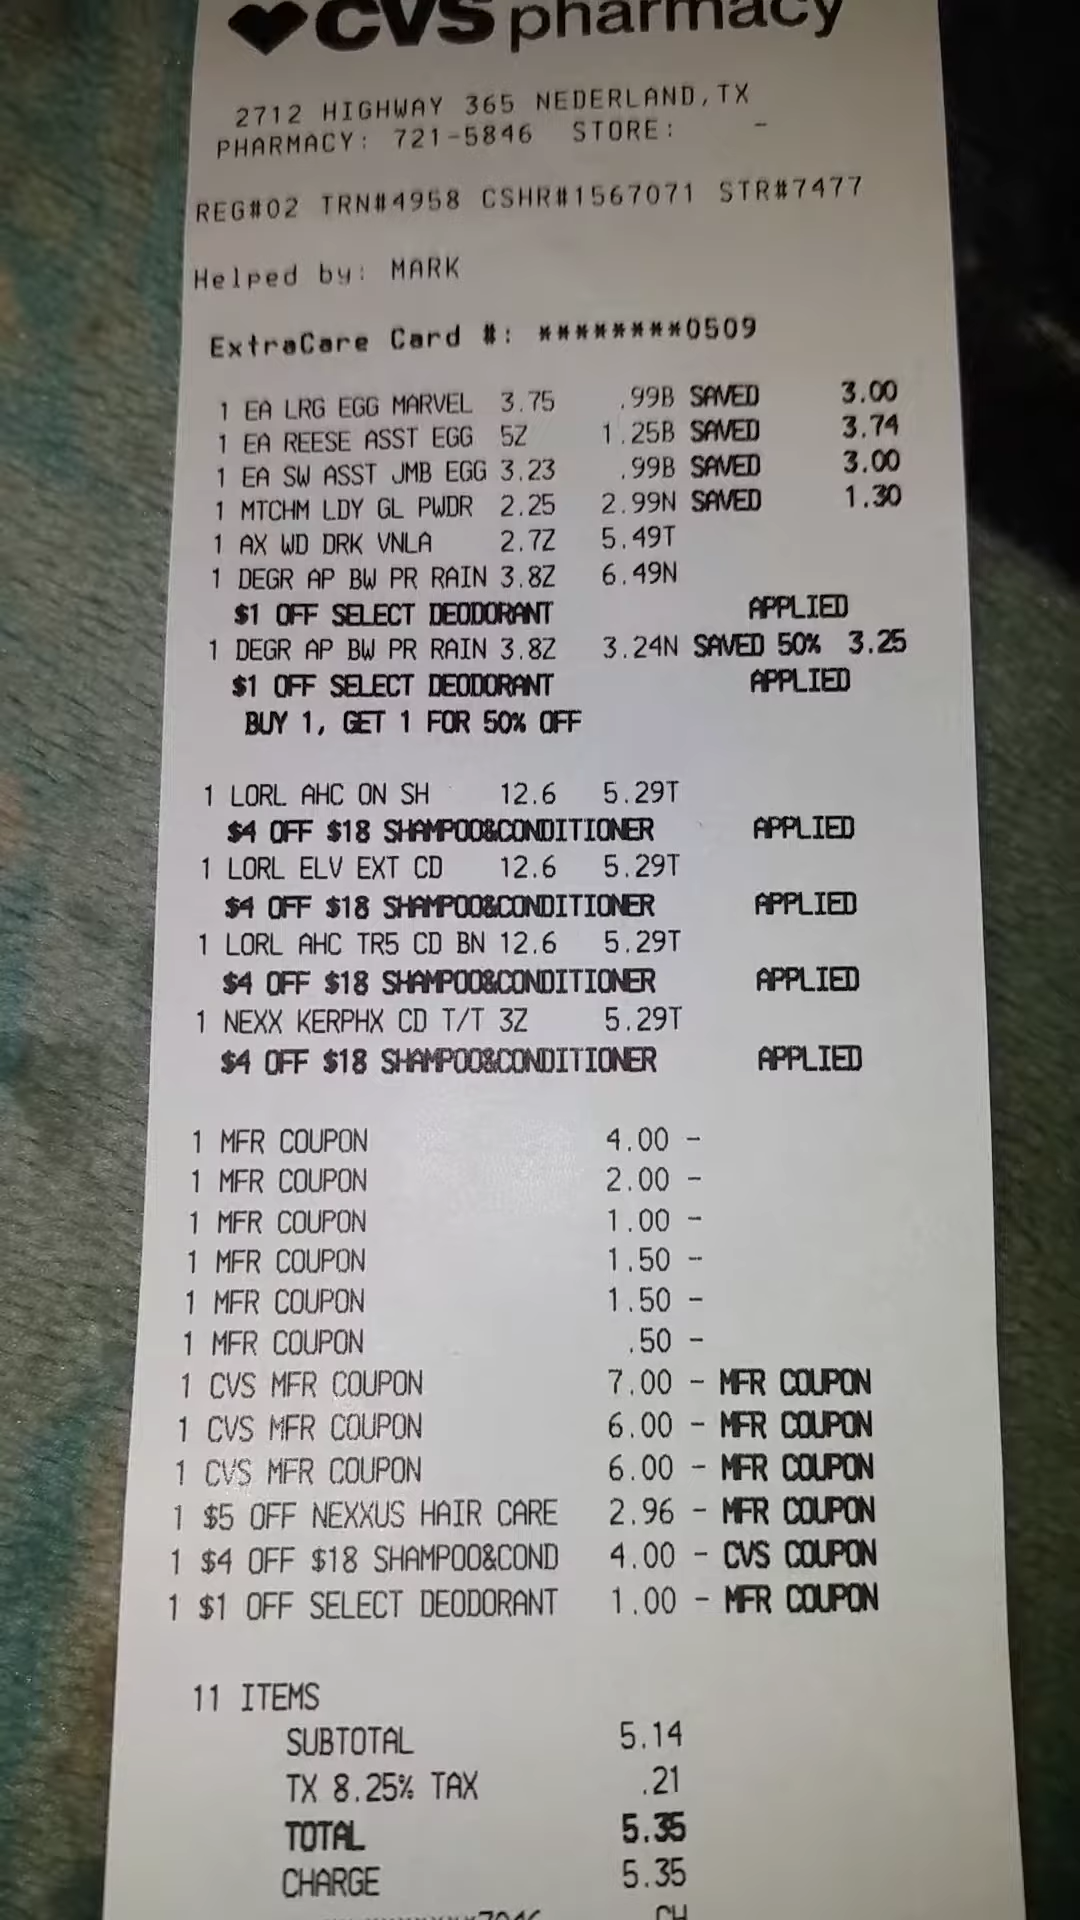 CVS pharmacy
2712 HIGHWAY 365 NEDERLAND, TX
PHARMACY: 721-5846 STORE: -
REG#02 TRN#4958 CSHR#1567071 STR#7477
Helped by: MARK
ExtraCare Card #: ********0509
1 EA LRG EGG MARVEL 3.75 .99B SAVED 3.00
1 EA REESE ASST EGG 5Z 1.25B SAVED 3.74
1 EA SW ASST JMB EGG 3.23 .99B SAVED 3.00
1 MTCHM LDY GL PWDR 2.25 2.99N SAVED 1.30
1 AX WD DRK VNLA 2.7Z 5.49T
1 DEGR AP BW PR RAIN 3.8Z 6.49N
$1 OFF SELECT DEODORANT APPLIED
1 DEGR AP BW PR RAIN 3.8Z 3.24N SAVED 50% 3.25
$1 OFF SELECT DEODORANT APPLIED
BUY 1, GET 1 FOR 50% OFF
1 LORL AHC ON SH 12.6 5.29T
$4 OFF $18 SHAMPOO&CONDITIONER APPLIED
1 LORL ELV EXT CD 12.6 5.29T
$4 OFF $18 SHAMPOO&CONDITIONER APPLIED
1 LORL AHC TR5 CD BN 12.6 5.29T
$4 OFF $18 SHAMPOO&CONDITIONER APPLIED
1 NEXX KERPHX CD T/T 3Z 5.29T
$4 OFF $18 SHAMPOO&CONDITIONER APPLIED
1 MFR COUPON 4.00 -
1 MFR COUPON 2.00 -
1 MFR COUPON 1.00 -
1 MFR COUPON 1.50 -
1 MFR COUPON 1.50 -
1 MFR COUPON .50 -
1 CVS MFR COUPON 7.00 - MFR COUPON
1 CVS MFR COUPON 6.00 - MFR COUPON
1 CVS MFR COUPON 6.00 - MFR COUPON
1 $5 OFF NEXXUS HAIR CARE 2.96 - MFR COUPON
1 $4 OFF $18 SHAMPOO&COND 4.00 - CVS COUPON
1 $1 OFF SELECT DEODORANT 1.00 - MFR COUPON
11 ITEMS
SUBTOTAL 5.14
TX 8.25% TAX .21
TOTAL 5.35
CHARGE 5.35